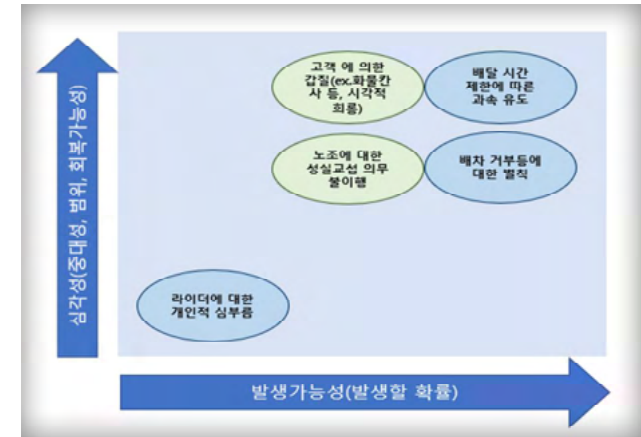 심각성(중대성, 범위, 회복가능성)
고객 에 의한
갑질(ex.화물칸
사 등, 시각적
희롱)
배달 시간
제한에 따른
과속 유도
노조에 대한
성실교섭 의무
불이행
배차 거부등에
대한 벌칙
라이더에 대한
개인적 심부름
발생가능성(발생할 확률)